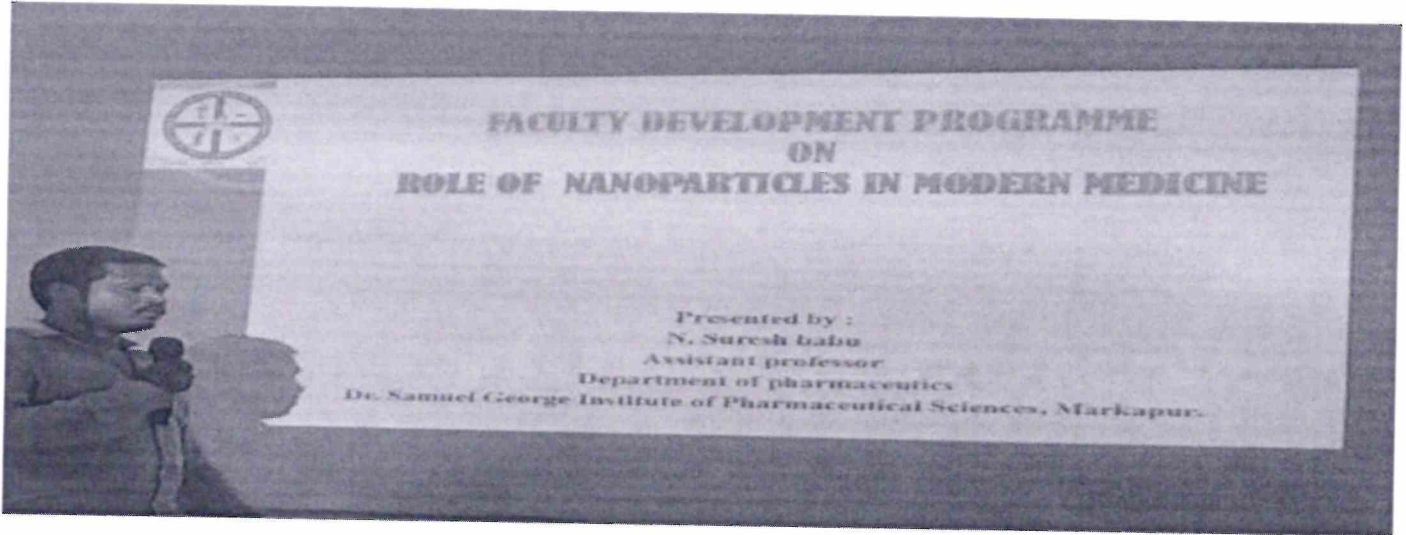 FACULTY DEVELOPMENT PROGRAMME
ON
ROLE OF NANOPARTICLES IN MODERN MEDICINE
Presented by :
N. Suresh babu
Assistant professor
Department of pharmaceutics
Dr. Samuel George Institute of Pharmaceutical Sciences, Markapur.